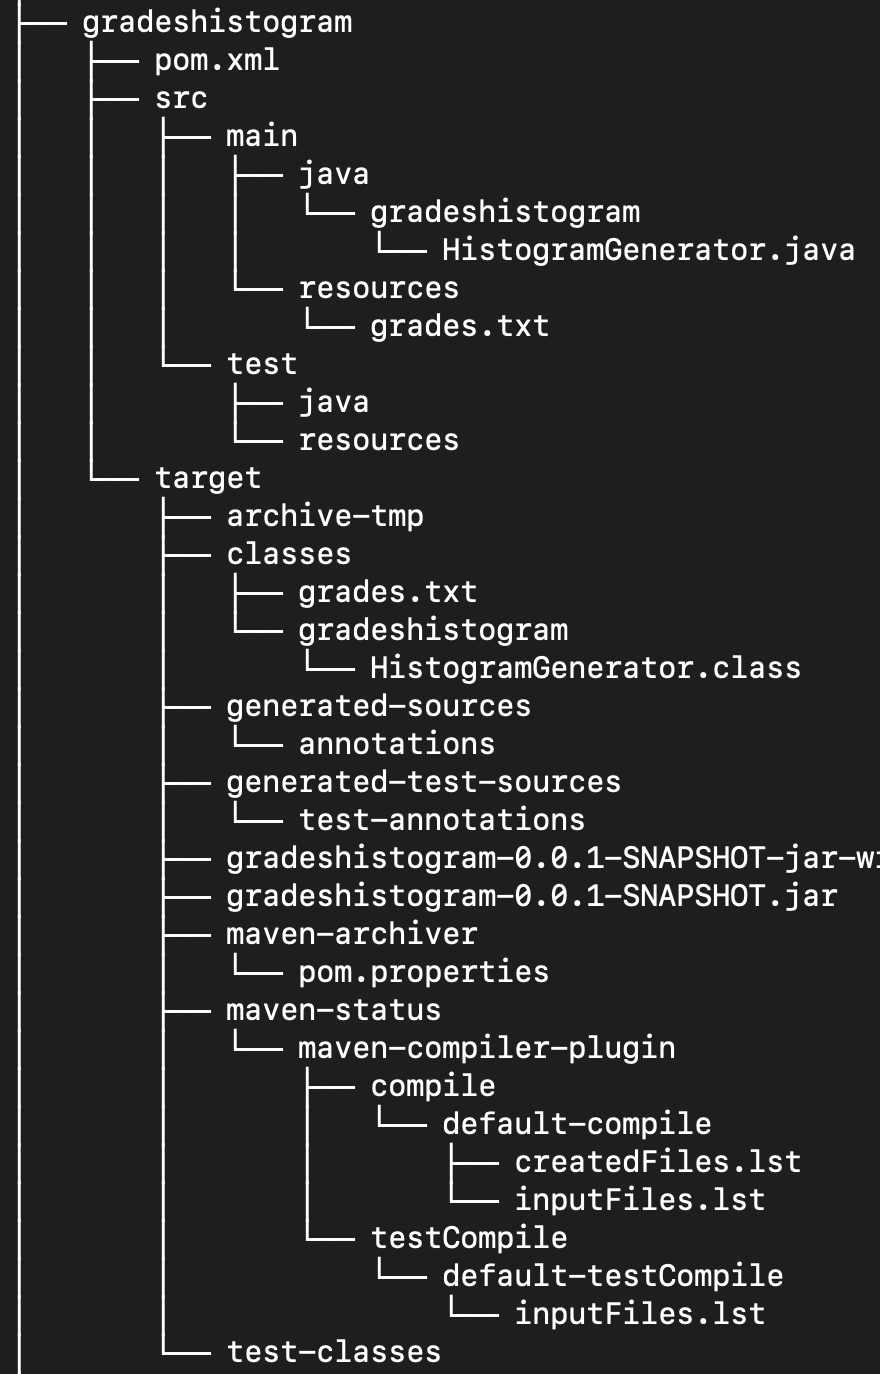 gradeshistogram
pom.xml
src
main
java
gradeshistogram
HistogramGenerator.java
resources
grades.txt
test
java
resources
target
archive-tmp
classes
grades.txt
gradeshistogram
HistogramGenerator.class
generated-sources
annotations
generated-test-sources
test-annotations
gradeshistogram-0.0.1-SNAPSHOT-jar-wi
gradeshistogram-0.0.1-SNAPSHOT.jar
maven-archiver
pom.properties
maven-status
maven-compiler-plugin
compile
default-compile
createdFiles.lst
inputFiles.lst
testCompile
default-testCompile
inputFiles.lst
test-classes